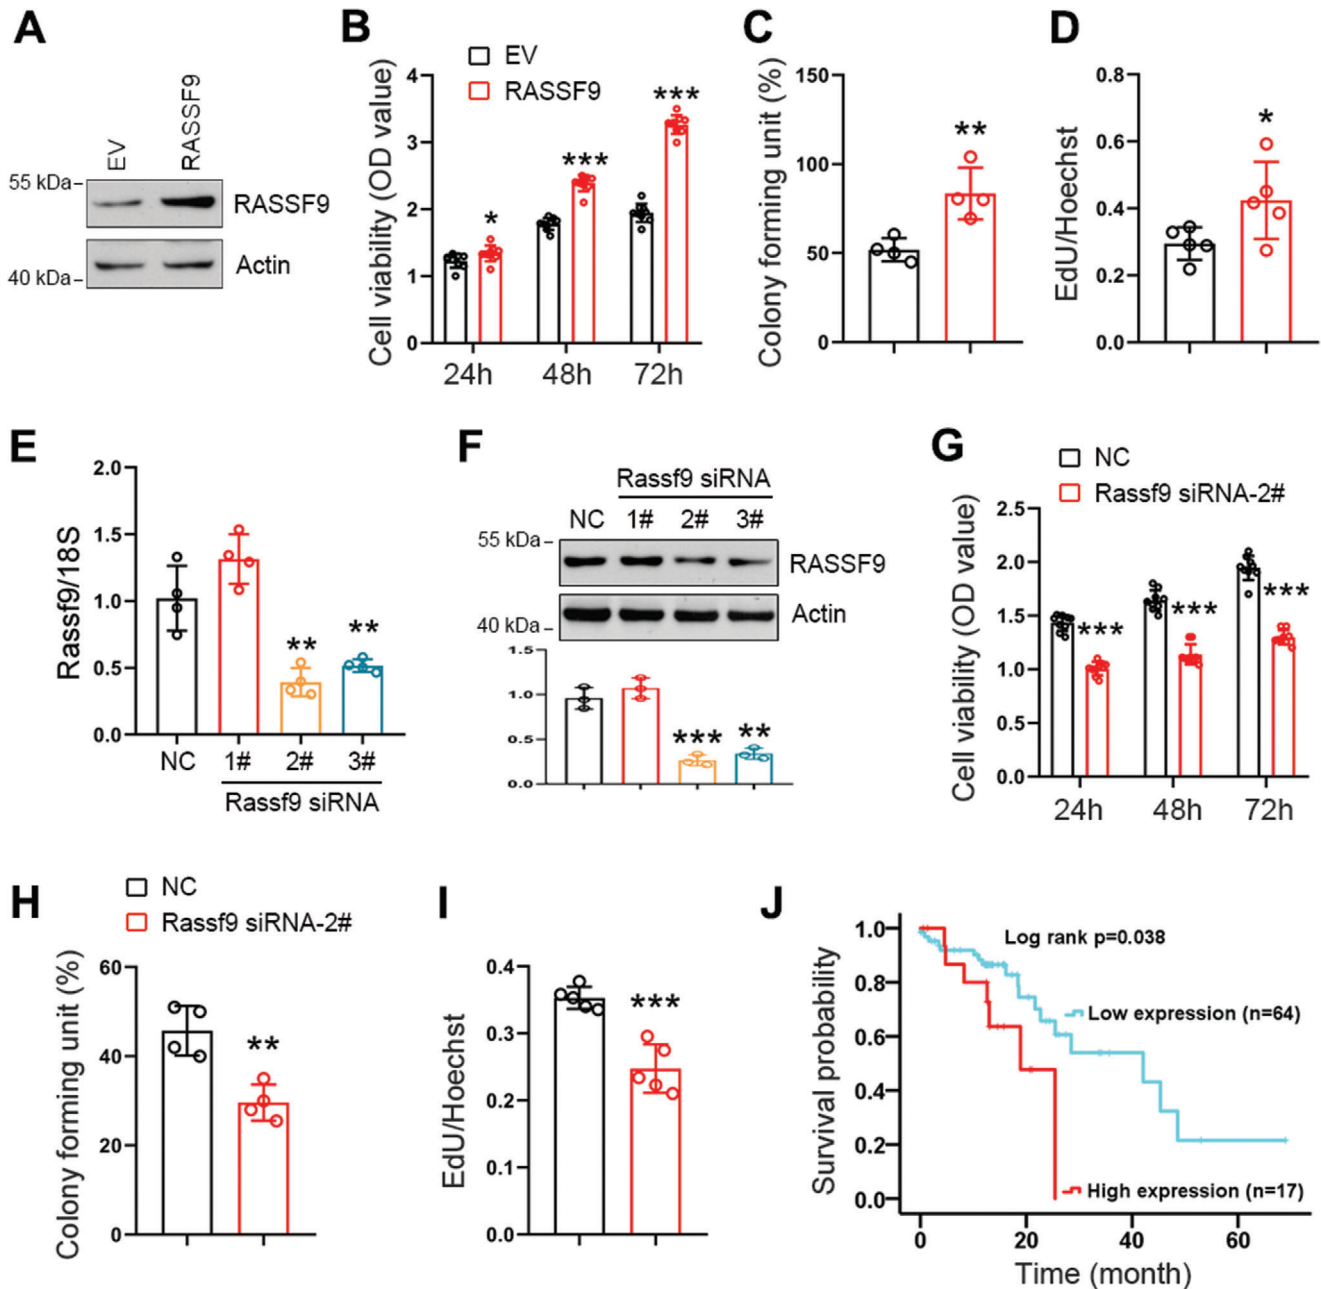 A
EV
RASSF9
55 kDa
RASSF9
Actin
40 kDa
B
EV
RASSF9
Cell viability (OD value)
4
3
2
1
0
*
***
***
24h
48h
72h
C
Colony forming unit (%)
150
100
50
0
**
D
EdU/Hoechst
0.8
0.6
0.4
0.2
0.0
*
E
Rassf9/18S
2.0
1.5
1.0
0.5
0.0
**
**
NC
1#
2#
3#
Rassf9 siRNA
F
Rassf9 siRNA
NC
1#
2#
3#
55 kDa
RASSF9
Actin
40 kDa
1.5
1.0
0.5
0.0
***
**
G
NC
Rassf9 siRNA-2#
Cell viability (OD value)
2.5
2.0
1.5
1.0
0.5
0.0
***
***
***
24h
48h
72h
H
NC
Rassf9 siRNA-2#
Colony forming unit (%)
60
40
20
0
**
I
EdU/Hoechst
0.4
0.3
0.2
0.1
0.0
***
J
Survival probability
1.0
0.8
0.6
0.4
0.2
0.0
Log rank p=0.038
Low expression (n=64)
High expression (n=17)
0
20
40
60
Time (month)